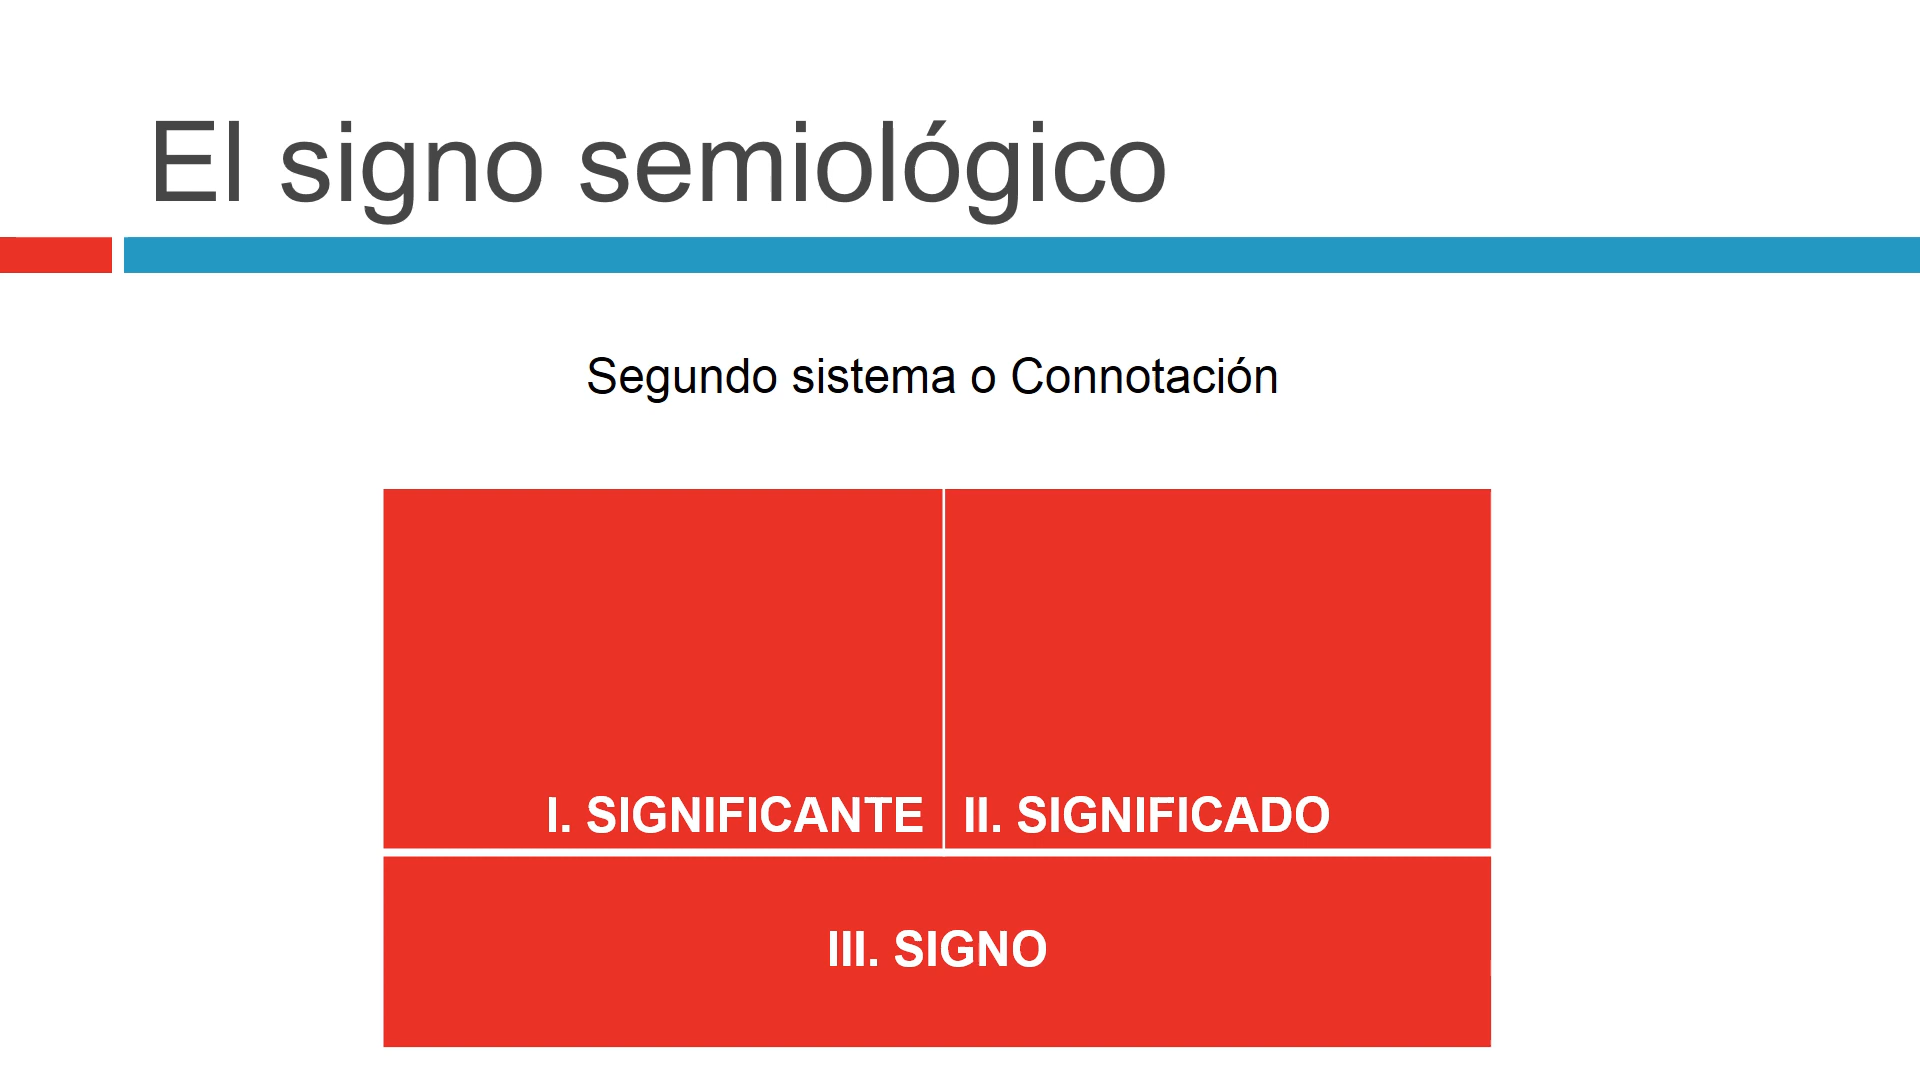 El signo semiológico
Segundo sistema o Connotación
I. SIGNIFICANTE
II. SIGNIFICADO
III. SIGNO